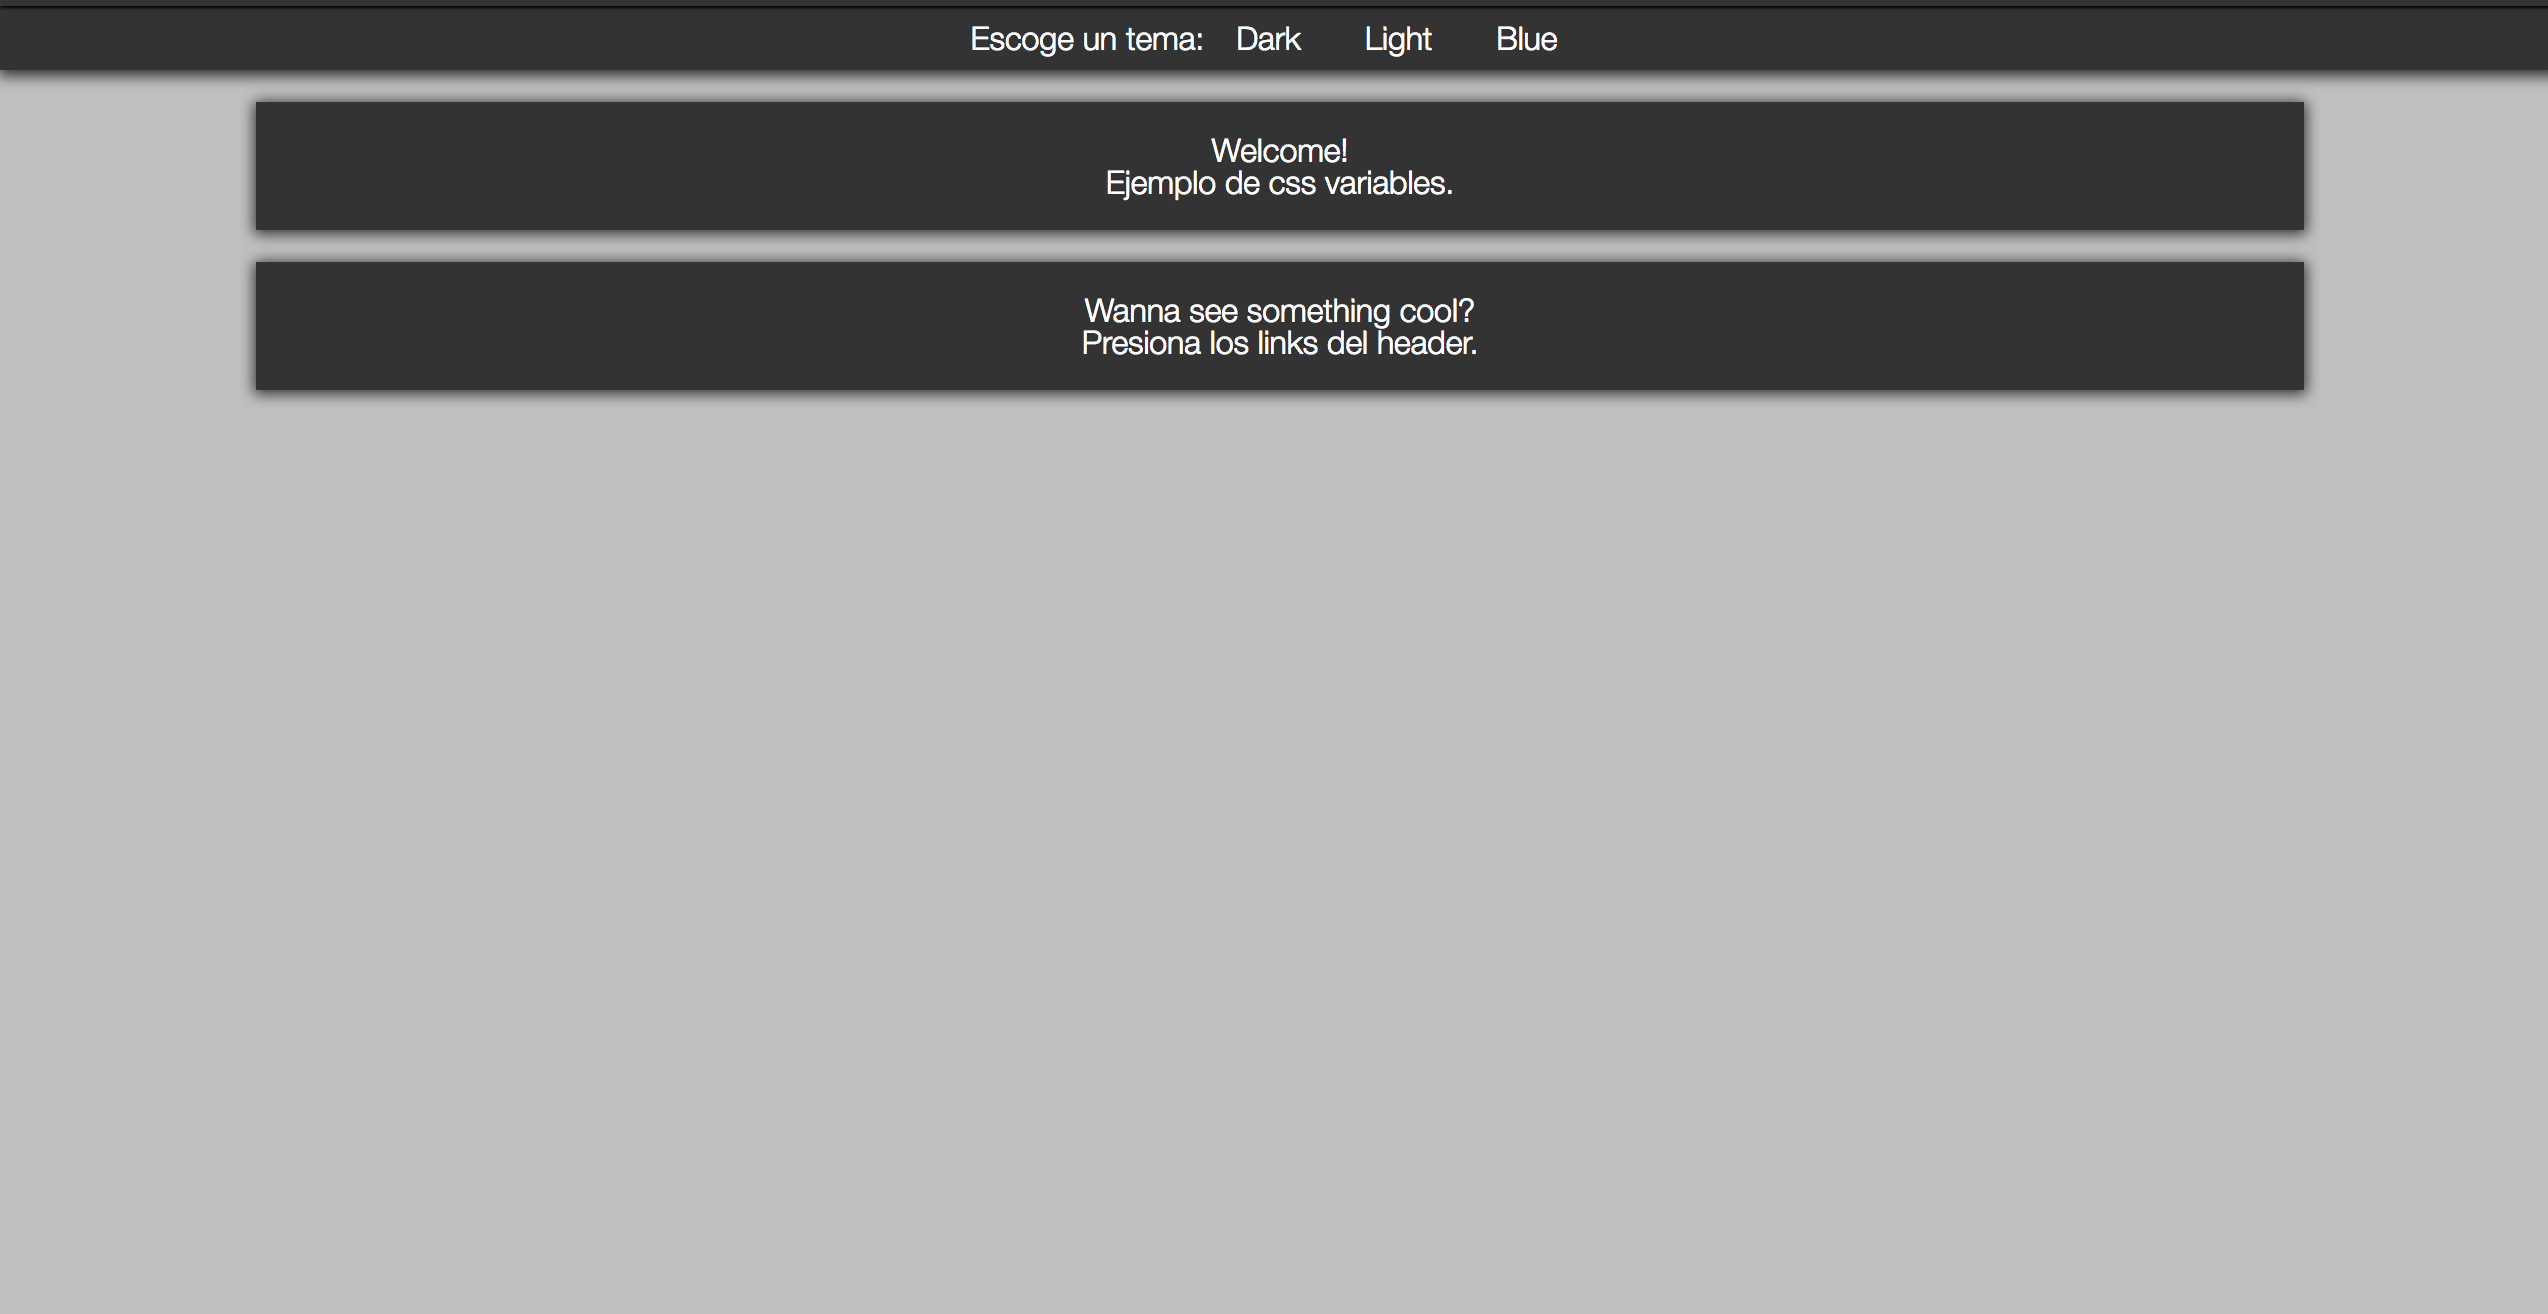 Escoge un tema: Dark Light Blue
Welcome!
Ejemplo de css variables.
Wanna see something cool?
Presiona los links del header.